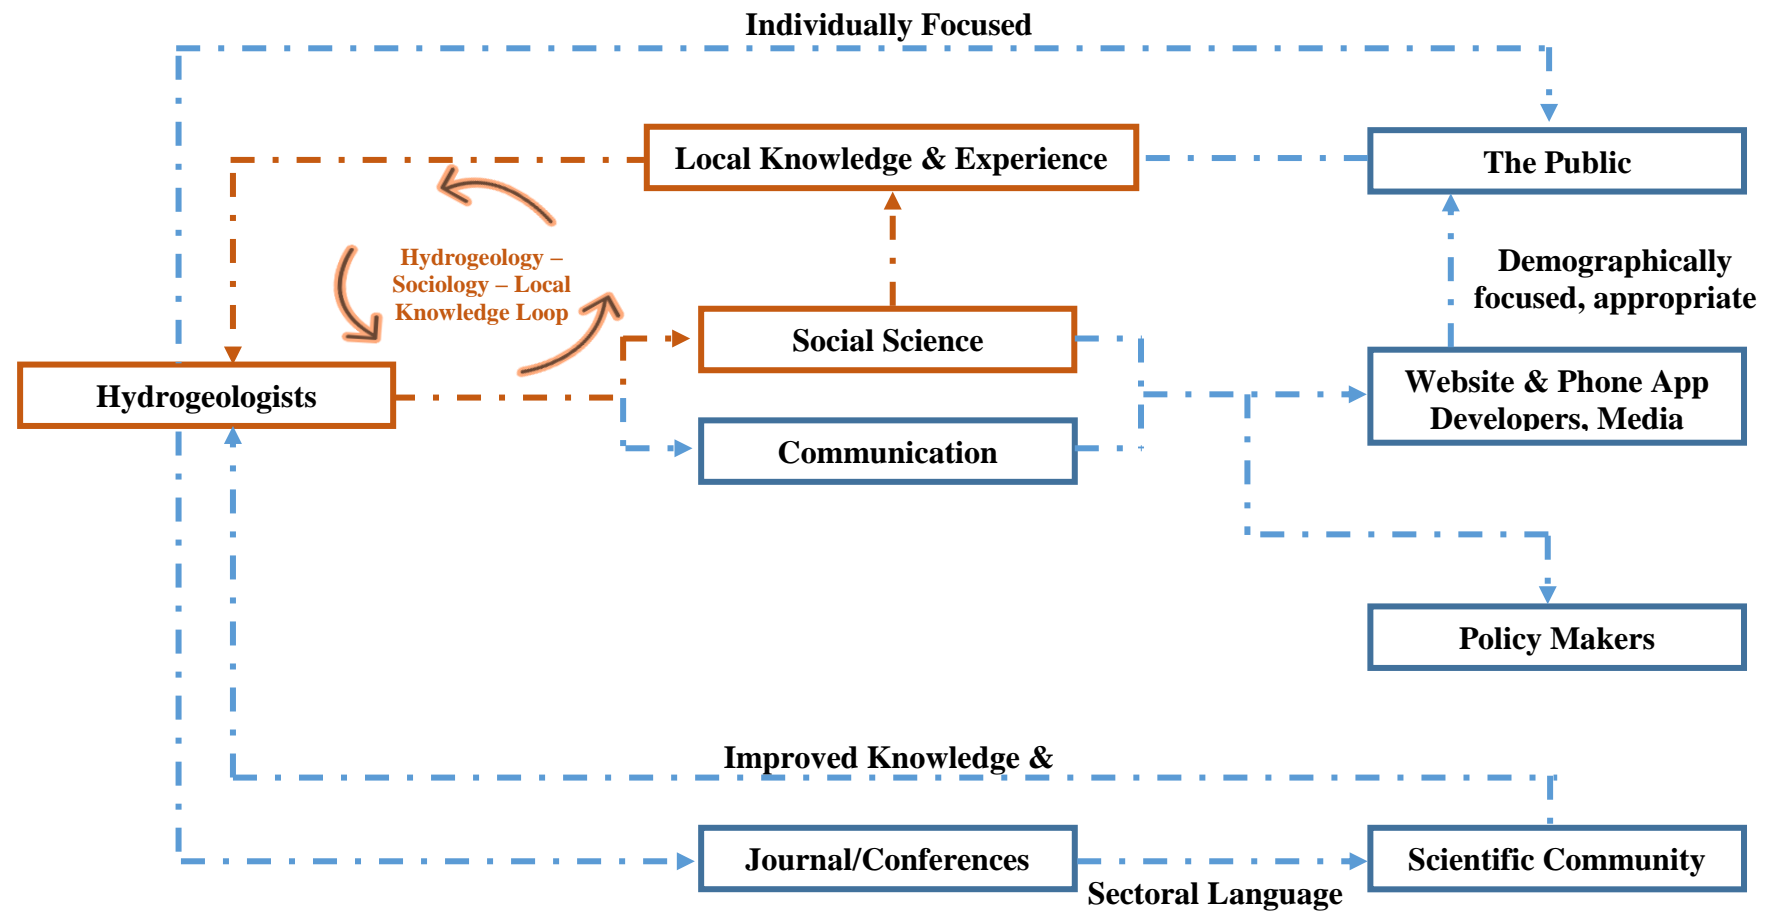 Individually Focused
Local Knowledge & Experience
The Public
Hydrogeology –
Sociology – Local
Knowledge Loop
Demographically
focused, appropriate
Social Science
Hydrogeologists
Website & Phone App
Developers, Media
Communication
Policy Makers
Improved Knowledge &
Journal/Conferences
Scientific Community
Sectoral Language